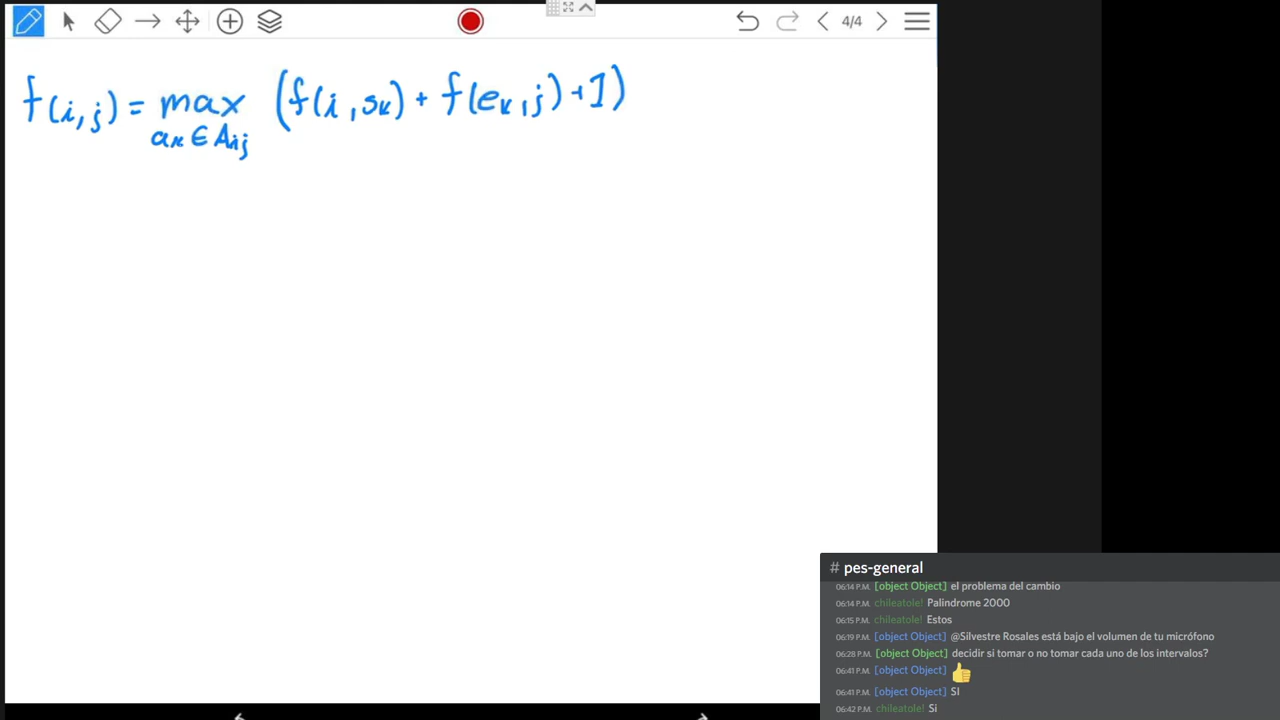 4/4
f(i,j) = max (f(i,sₖ) + f(eₖ,j) + 1)
aₖ ∈ Aᵢⱼ
# pes-general
06:14 P.M. [object Object] el problema del cambio
06:14 P.M. chileatole! Palindrome 2000
06:15 P.M. chileatole! Estos
06:19 P.M. [object Object] @Silvestre Rosales está bajo el volumen de tu micrófono
06:28 P.M. [object Object] decidir si tomar o no tomar cada uno de los intervalos?
06:41 P.M. [object Object] 👍
06:41 P.M. [object Object] SI
06:42 P.M. chileatole! Si